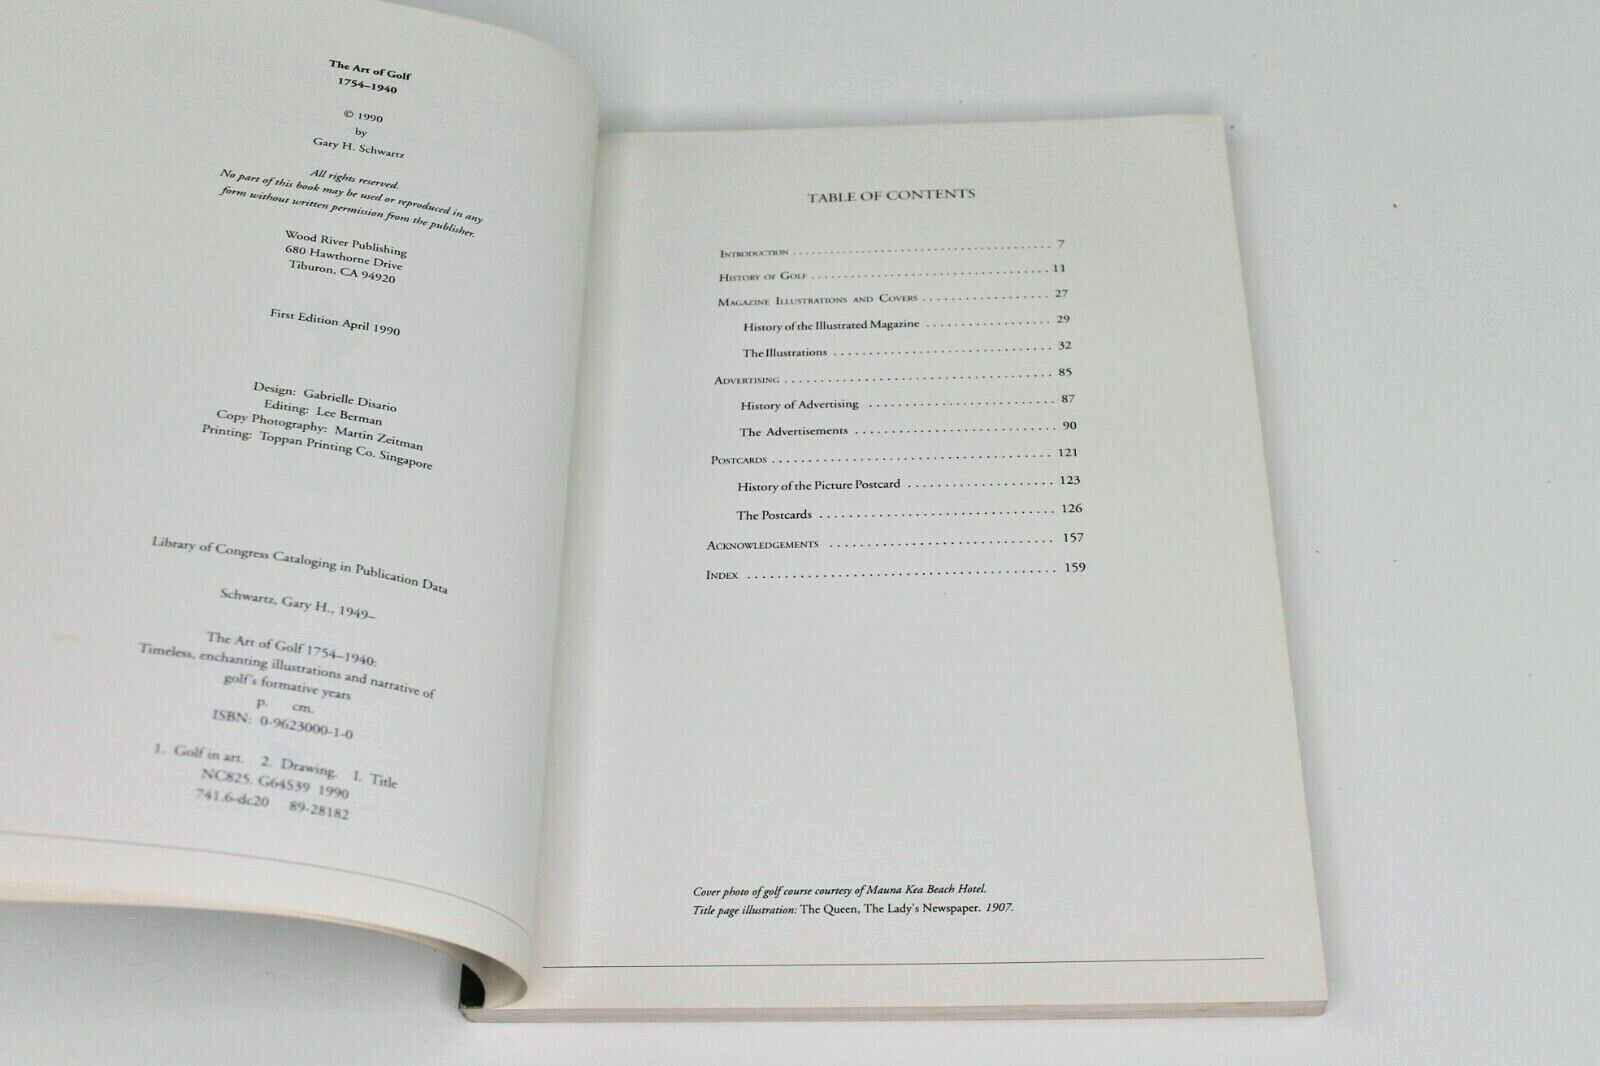 The Art of Golf
1754–1940
© 1990
by
Gary H. Schwartz
All rights reserved.
No part of this book may be used or reproduced in any
form without written permission from the publisher.
Wood River Publishing
680 Hawthorne Drive
Tiburon, CA 94920
First Edition April 1990
Design: Gabrielle Disario
Editing: Lee Berman
Copy Photography: Martin Zeitman
Printing: Toppan Printing Co. Singapore
Library of Congress Cataloging in Publication Data
Schwartz, Gary H., 1949–
The Art of Golf 1754–1940:
Timeless, enchanting illustrations and narrative of
golf's formative years
p. cm.
ISBN: 0-9623000-1-0
1. Golf in art. 2. Drawing. I. Title
NC825. G64S39 1990
741.6-dc20 89-28182
TABLE OF CONTENTS
Introduction . . . . . . . . . . . . . . . . . . . . . . . . . . . . . . . . . . . 7
History of Golf . . . . . . . . . . . . . . . . . . . . . . . . . . . . . . . . 11
Magazine Illustrations and Covers . . . . . . . . . . . . . . . . . . 27
History of the Illustrated Magazine . . . . . . . . . . . . . . . . . . 29
The Illustrations . . . . . . . . . . . . . . . . . . . . . . . . . . . . . . 32
Advertising . . . . . . . . . . . . . . . . . . . . . . . . . . . . . . . . . . . . 85
History of Advertising . . . . . . . . . . . . . . . . . . . . . . . . . . 87
The Advertisements . . . . . . . . . . . . . . . . . . . . . . . . . . . 90
Postcards . . . . . . . . . . . . . . . . . . . . . . . . . . . . . . . . . . . . . 121
History of the Picture Postcard . . . . . . . . . . . . . . . . . . . . 123
The Postcards . . . . . . . . . . . . . . . . . . . . . . . . . . . . . . . 126
Acknowledgements . . . . . . . . . . . . . . . . . . . . . . . . . . . . . 157
Index . . . . . . . . . . . . . . . . . . . . . . . . . . . . . . . . . . . . . . . . 159
Cover photo of golf course courtesy of Mauna Kea Beach Hotel.
Title page illustration: The Queen, The Lady's Newspaper. 1907.